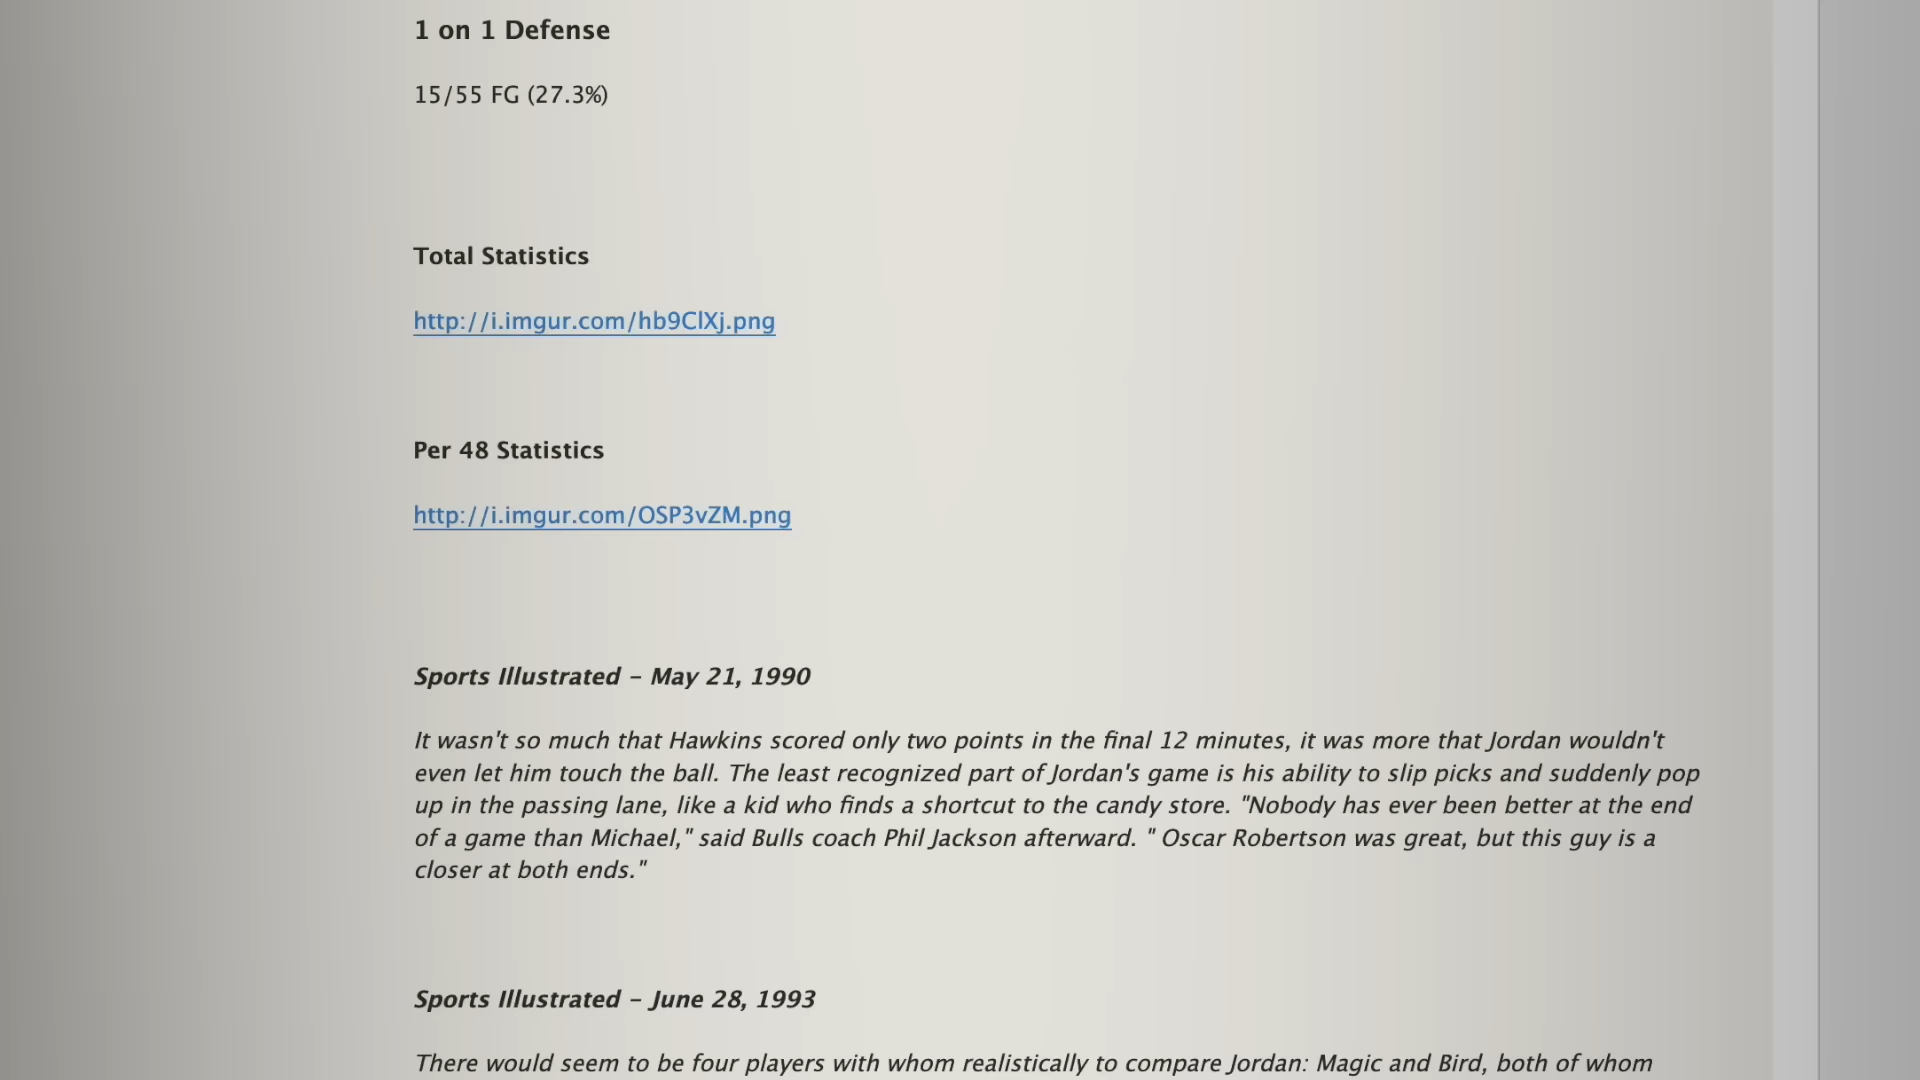 1 on 1 Defense
15/55 FG (27.3%)
Total Statistics
http://i.imgur.com/hb9ClXj.png
Per 48 Statistics
http://i.imgur.com/OSP3vZM.png
Sports Illustrated – May 21, 1990
It wasn't so much that Hawkins scored only two points in the final 12 minutes, it was more that Jordan wouldn't
even let him touch the ball. The least recognized part of Jordan's game is his ability to slip picks and suddenly pop
up in the passing lane, like a kid who finds a shortcut to the candy store. "Nobody has ever been better at the end
of a game than Michael," said Bulls coach Phil Jackson afterward. " Oscar Robertson was great, but this guy is a
closer at both ends."
Sports Illustrated – June 28, 1993
There would seem to be four players with whom realistically to compare Jordan: Magic and Bird, both of whom